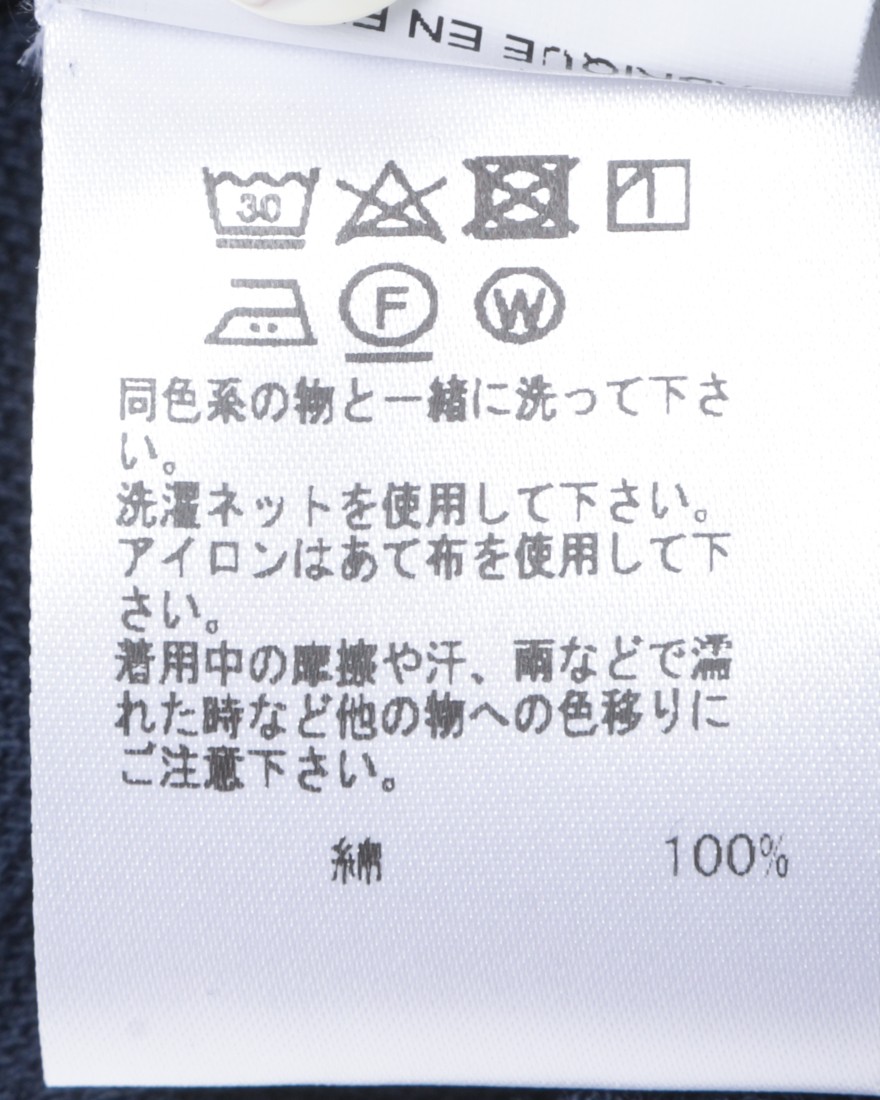 EN E
QUE
30
F
W
同色系の物と一緒に洗って下さ
い。
洗濯ネットを使用して下さい。
アイロンはあて布を使用して下
さい。
着用中の摩擦や汗、雨などで濡
れた時など他の物への色移りに
ご注意下さい。
綿 100%